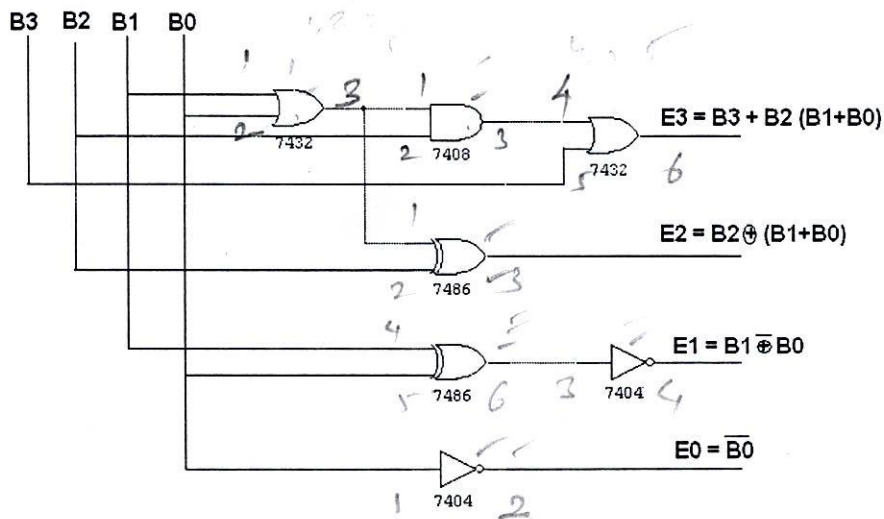 B3 B2 B1 B0
1 1 3 1 4
E3 = B3 + B2 (B1+B0)
2 7432 2 7408 3 5 7432 6
1
E2 = B2 ⊕ (B1+B0)
2 7486 3
4
E1 = B1 ⊕̅ B0
5 7486 6 3 7404 4
E0 = B̅0̅
1 7404 2